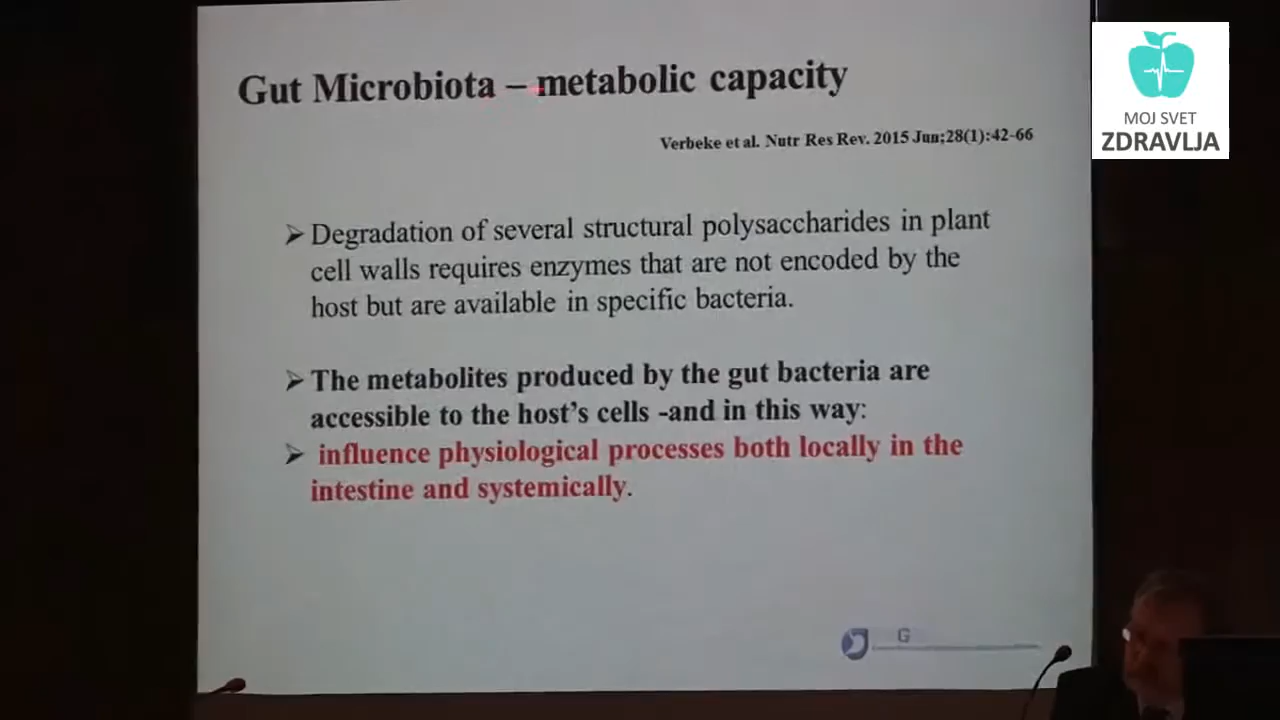 Gut Microbiota – metabolic capacity
Verbeke et al. Nutr Res Rev. 2015 Jun;28(1):42-66
MOJ SVET
ZDRAVLJA
➢ Degradation of several structural polysaccharides in plant
cell walls requires enzymes that are not encoded by the
host but are available in specific bacteria.
➢ The metabolites produced by the gut bacteria are
accessible to the host's cells -and in this way:
➢ influence physiological processes both locally in the
intestine and systemically.
G